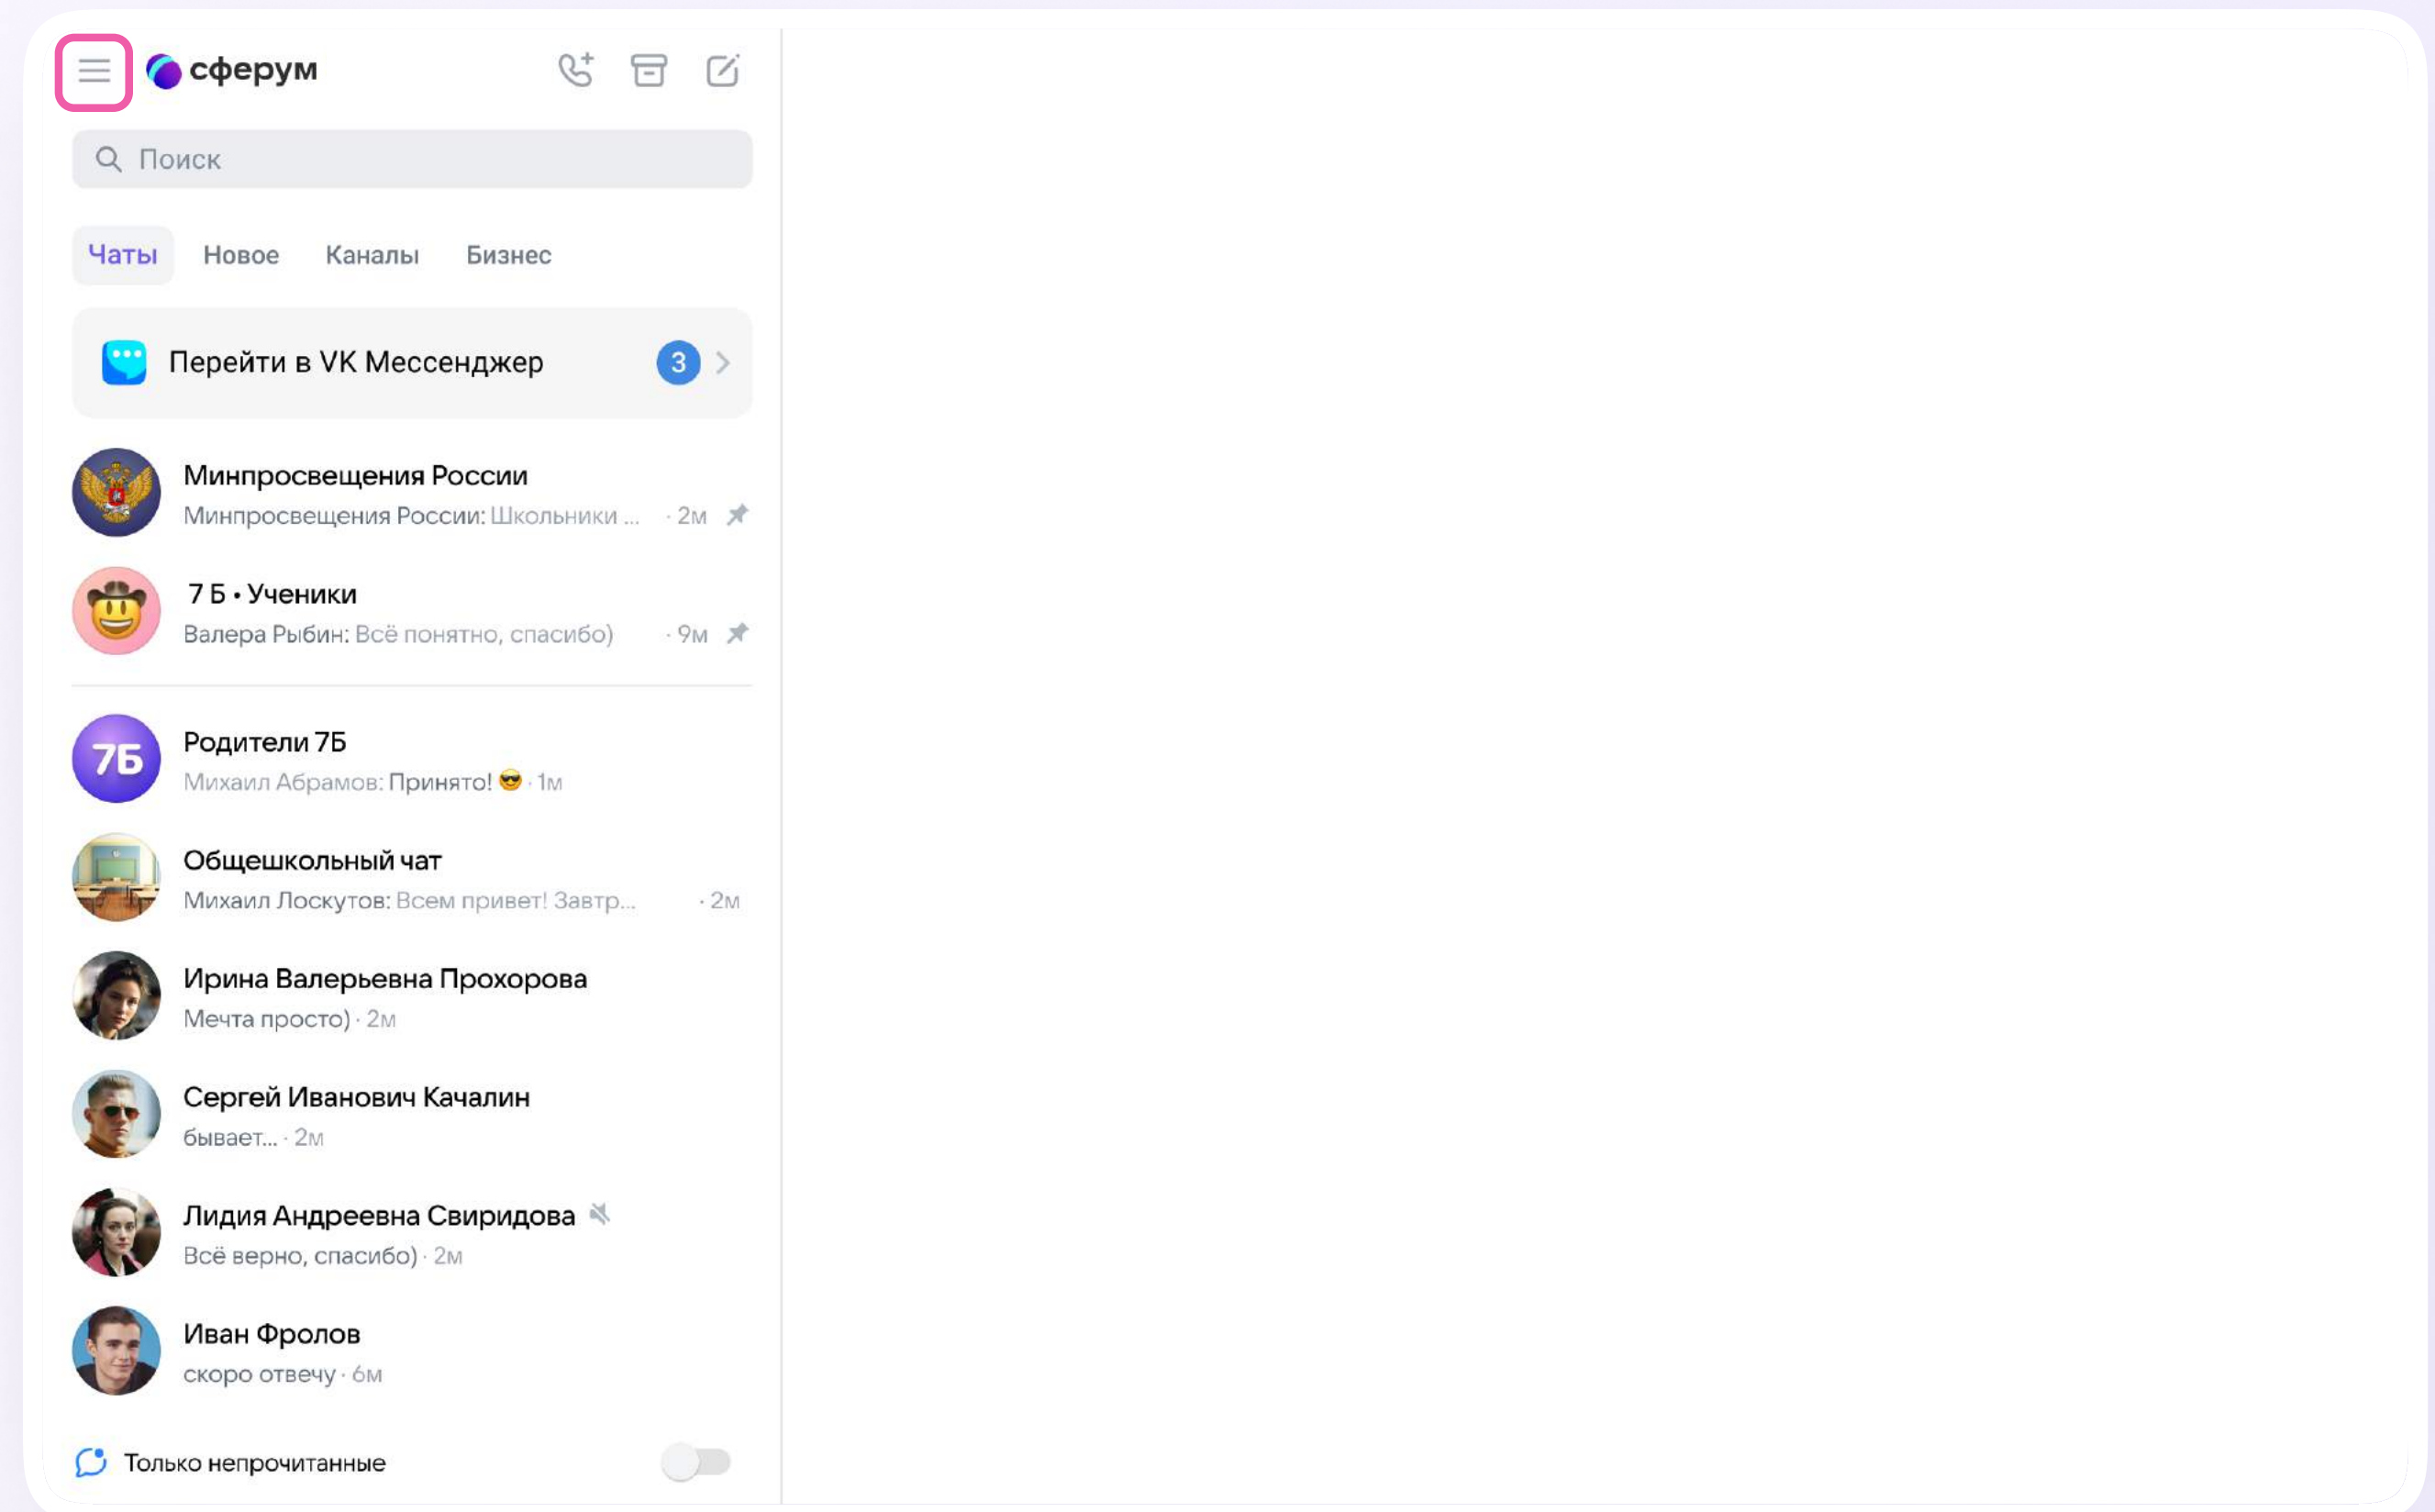 сферум
Поиск
Чаты Новое Каналы Бизнес
Перейти в VK Мессенджер 3
Минпросвещения России
Минпросвещения России: Школьники ... · 2м
7 Б • Ученики
Валера Рыбин: Всё понятно, спасибо) · 9м
7Б
Родители 7Б
Михаил Абрамов: Принято! 😎 · 1м
Общешкольный чат
Михаил Лоскутов: Всем привет! Завтр... · 2м
Ирина Валерьевна Прохорова
Мечта просто) · 2м
Сергей Иванович Качалин
бывает... · 2м
Лидия Андреевна Свиридова
Всё верно, спасибо) · 2м
Иван Фролов
скоро отвечу · 6м
Только непрочитанные